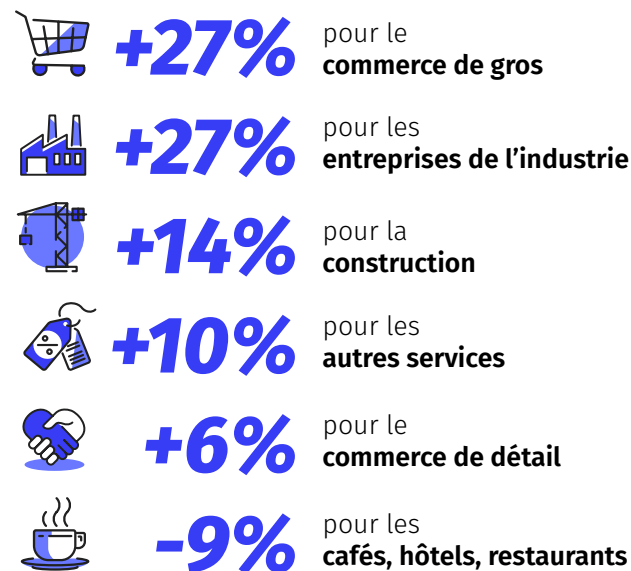 +27% pour le
commerce de gros
+27% pour les
entreprises de l’industrie
+14% pour la
construction
+10% pour les
autres services
+6% pour le
commerce de détail
-9% pour les
cafés, hôtels, restaurants